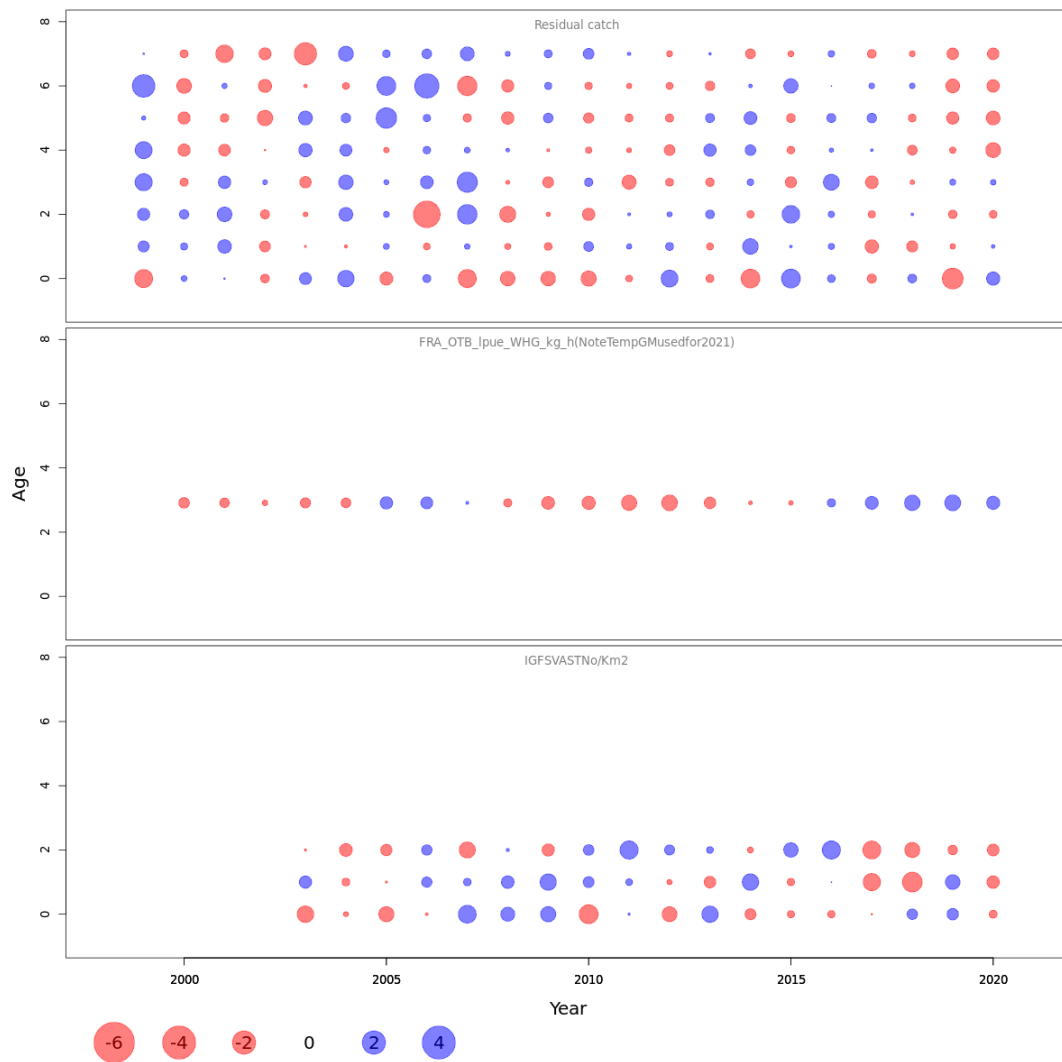 Residual catch
8
6
4
2
0
FRA_OTB_lpue_WHG_kg_h(NoteTempGMusedfor2021)
8
6
4
2
0
Age
IGFSVASTNo/Km2
8
6
4
2
0
2000 2005 2010 2015 2020
Year
-6 -4 -2 0 2 4